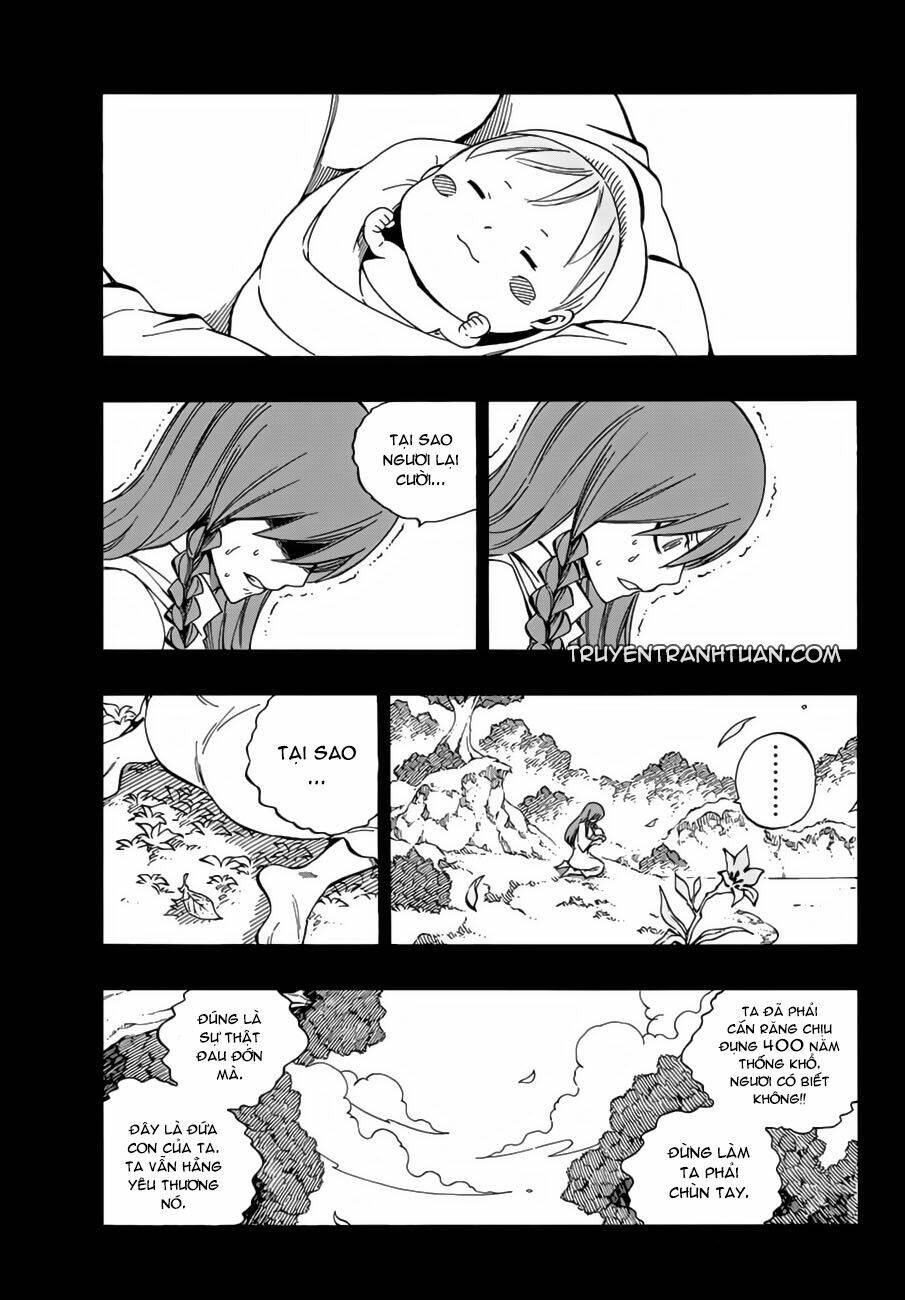 TẠI SAO
NGƯƠI LẠI
CƯỜI...
TRUYENTRANHTUAN.COM
TẠI SAO
...
.........
TA ĐÃ PHẢI
CẮN RĂNG CHỊU
ĐỰNG 400 NĂM
THỐNG KHỔ.
NGƯƠI CÓ BIẾT
KHÔNG!!
ĐỪNG LÀM
TA PHẢI
CHÙN TAY.
ĐÚNG LÀ
SỰ THẬT
ĐAU ĐỚN
MÀ.
ĐÂY LÀ ĐỨA
CON CỦA TA.
TA VẪN HẰNG
YÊU THƯƠNG
NÓ.